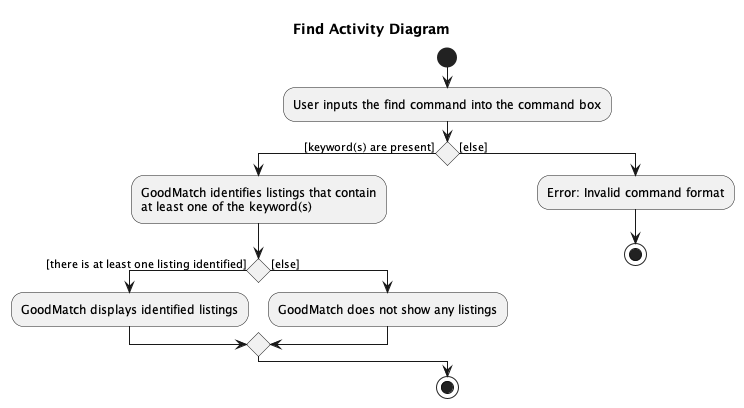 Find Activity Diagram
User inputs the find command into the command box
[keyword(s) are present]
[else]
GoodMatch identifies listings that contain
at least one of the keyword(s)
Error: Invalid command format
[there is at least one listing identified]
[else]
GoodMatch displays identified listings
GoodMatch does not show any listings